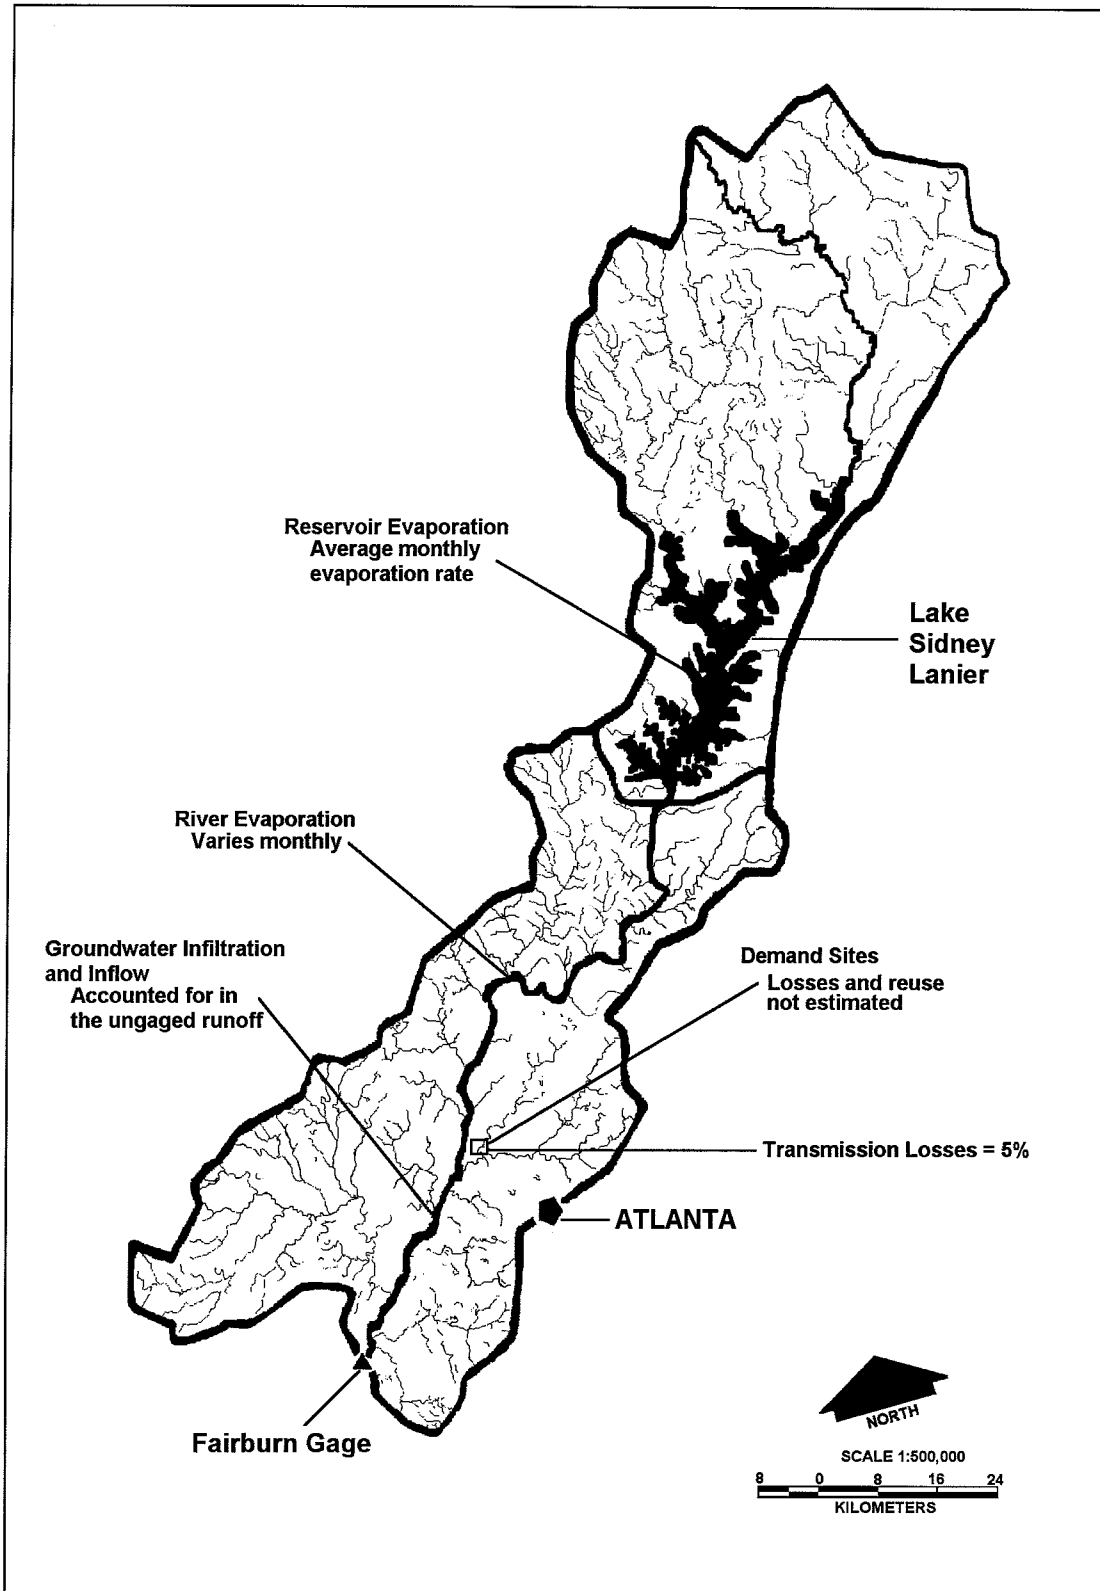 Reservoir Evaporation
Average monthly
evaporation rate
Lake
Sidney
Lanier
River Evaporation
Varies monthly
Groundwater Infiltration
and Inflow
Accounted for in
the ungaged runoff
Demand Sites
Losses and reuse
not estimated
Transmission Losses = 5%
ATLANTA
Fairburn Gage
NORTH
SCALE 1:500,000
8 0 8 16 24
KILOMETERS